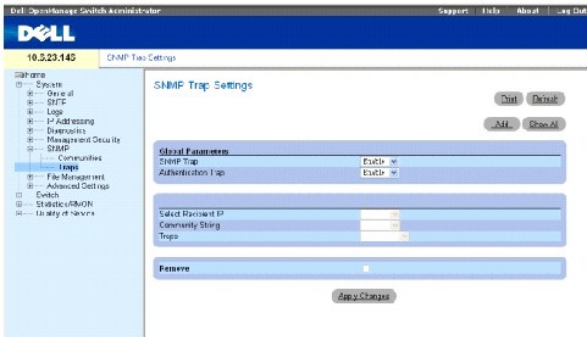 Dell OpenManage Switch Administrator
Support Help About Log Out
DELL
10.6.23.146
SNMP Trap Settings
Home
System
General
SNTP
Logs
IP Addressing
Diagnostics
Management Security
SNMP
Communities
Traps
File Management
Advanced Settings
Switch
Statistics/RMON
Quality of Service
SNMP Trap Settings
Print Refresh
Add Show All
Global Parameters
SNMP Trap Enable
Authentication Trap Enable
Select Recipient IP
Community String
Traps
Remove
Apply Changes